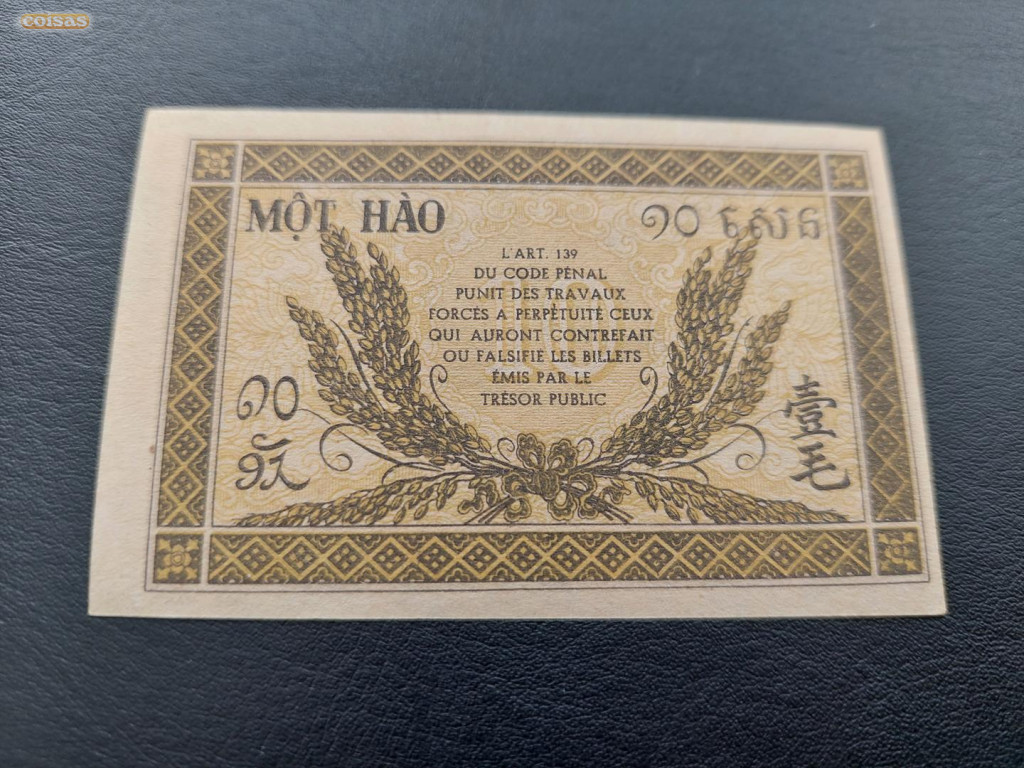 coisas
MỘT HÀO
១០ សេន
L'ART. 139
DU CODE PÉNAL
PUNIT DES TRAVAUX
FORCÉS A PERPÉTUITÉ CEUX
QUI AURONT CONTREFAIT
OU FALSIFIÉ LES BILLETS
ÉMIS PAR LE
TRÉSOR PUBLIC
10
໑໐
壹毛